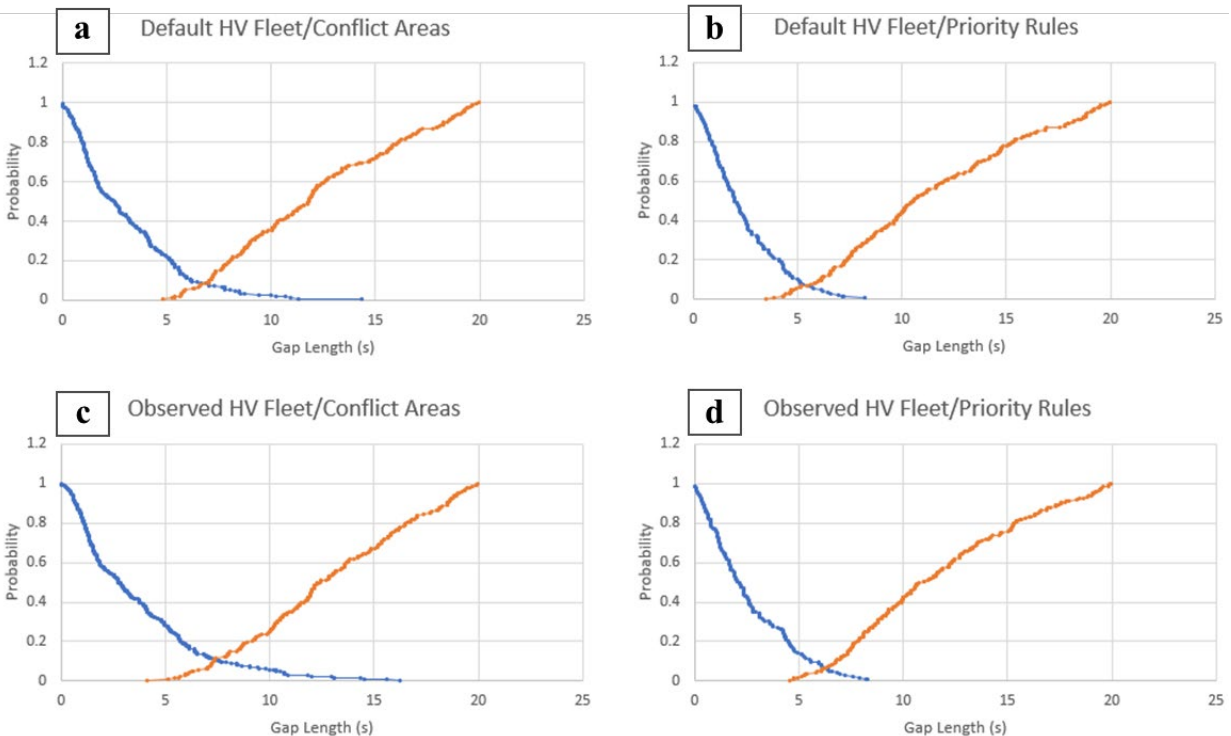 a
Default HV Fleet/Conflict Areas
1.2
1
0.8
0.6
0.4
0.2
0
Probability
0 5 10 15 20 25
Gap Length (s)
b
Default HV Fleet/Priority Rules
1.2
1
0.8
0.6
0.4
0.2
0
Probability
0 5 10 15 20 25
Gap Length (s)
c
Observed HV Fleet/Conflict Areas
1.2
1
0.8
0.6
0.4
0.2
0
Probability
0 5 10 15 20 25
Gap Length (s)
d
Observed HV Fleet/Priority Rules
1.2
1
0.8
0.6
0.4
0.2
0
Probability
0 5 10 15 20 25
Gap Length (s)